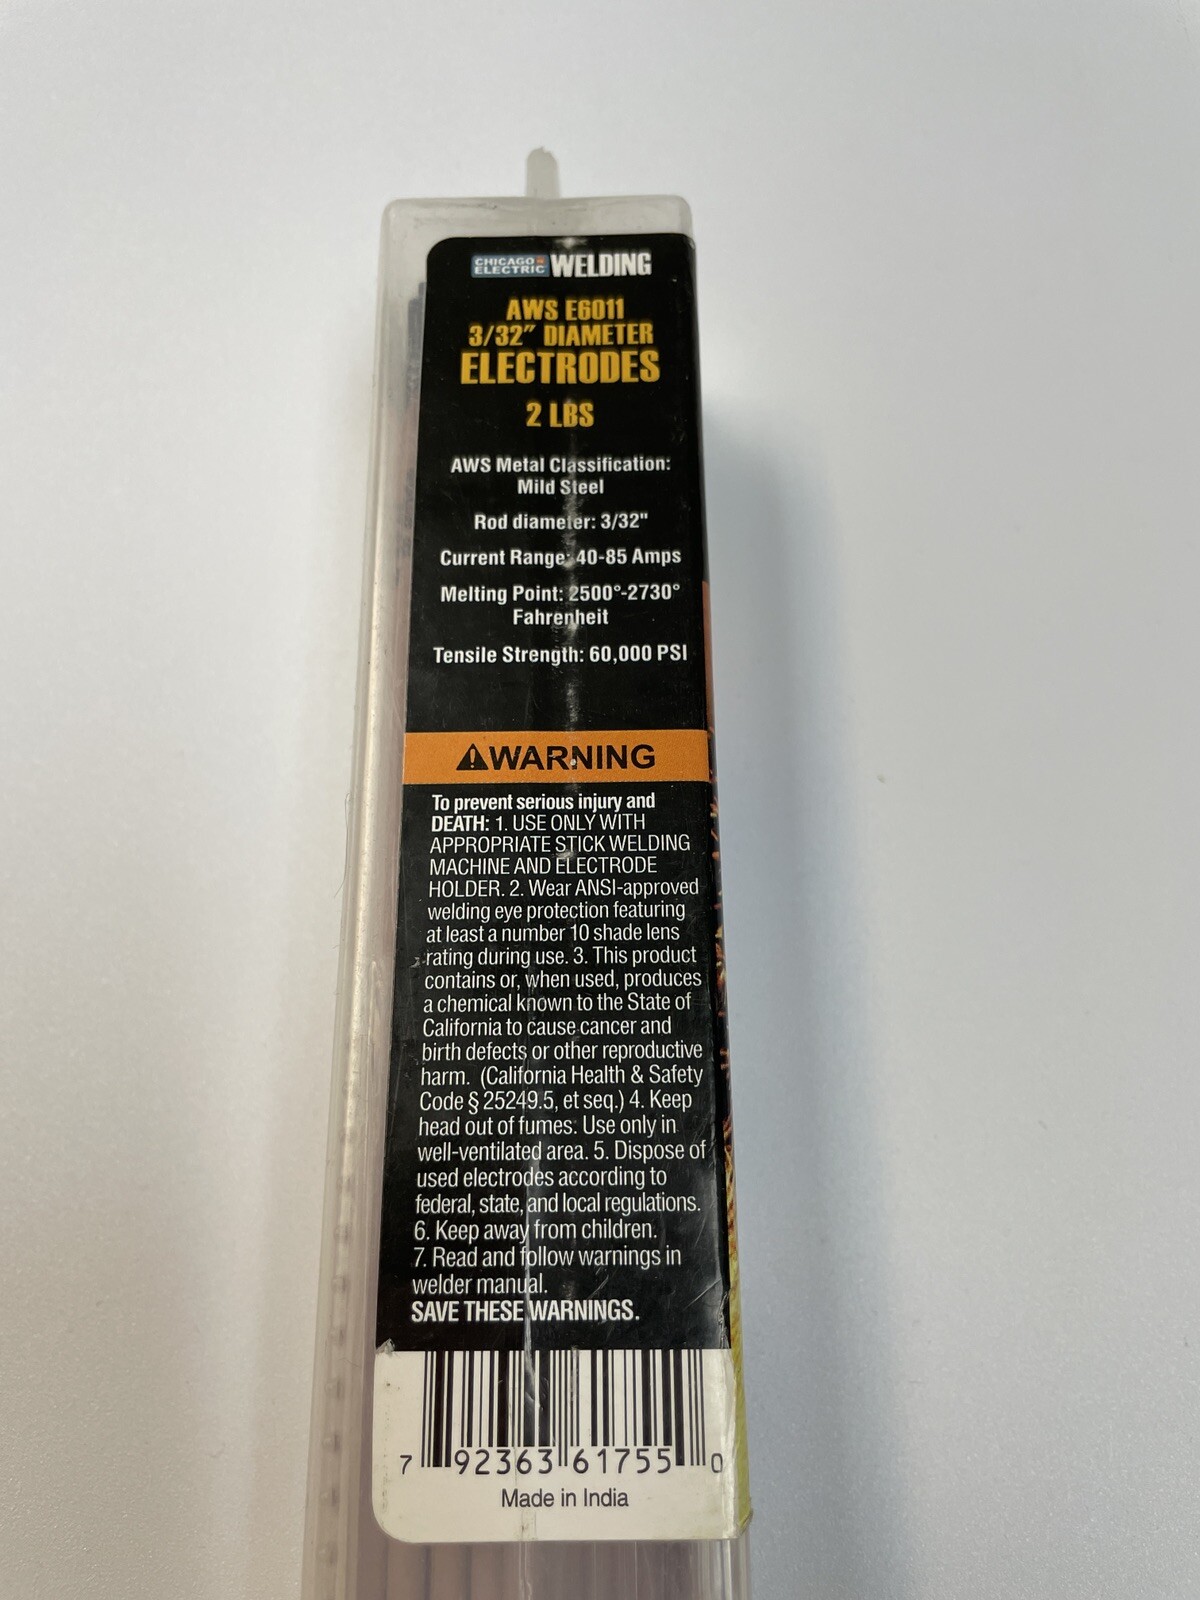 CHICAGO
ELECTRIC WELDING
AWS E6011
3/32" DIAMETER
ELECTRODES
2 LBS
AWS Metal Classification:
Mild Steel
Rod diameter: 3/32"
Current Range: 40-85 Amps
Melting Point: 2500°-2730°
Fahrenheit
Tensile Strength: 60,000 PSI
WARNING
To prevent serious injury and
DEATH: 1. USE ONLY WITH
APPROPRIATE STICK WELDING
MACHINE AND ELECTRODE
HOLDER. 2. Wear ANSI-approved
welding eye protection featuring
at least a number 10 shade lens
rating during use. 3. This product
contains or, when used, produces
a chemical known to the State of
California to cause cancer and
birth defects or other reproductive
harm. (California Health & Safety
Code § 25249.5, et seq.) 4. Keep
head out of fumes. Use only in
well-ventilated area. 5. Dispose of
used electrodes according to
federal, state, and local regulations.
6. Keep away from children.
7. Read and follow warnings in
welder manual.
SAVE THESE WARNINGS.
7 92363 61755 0
Made in India